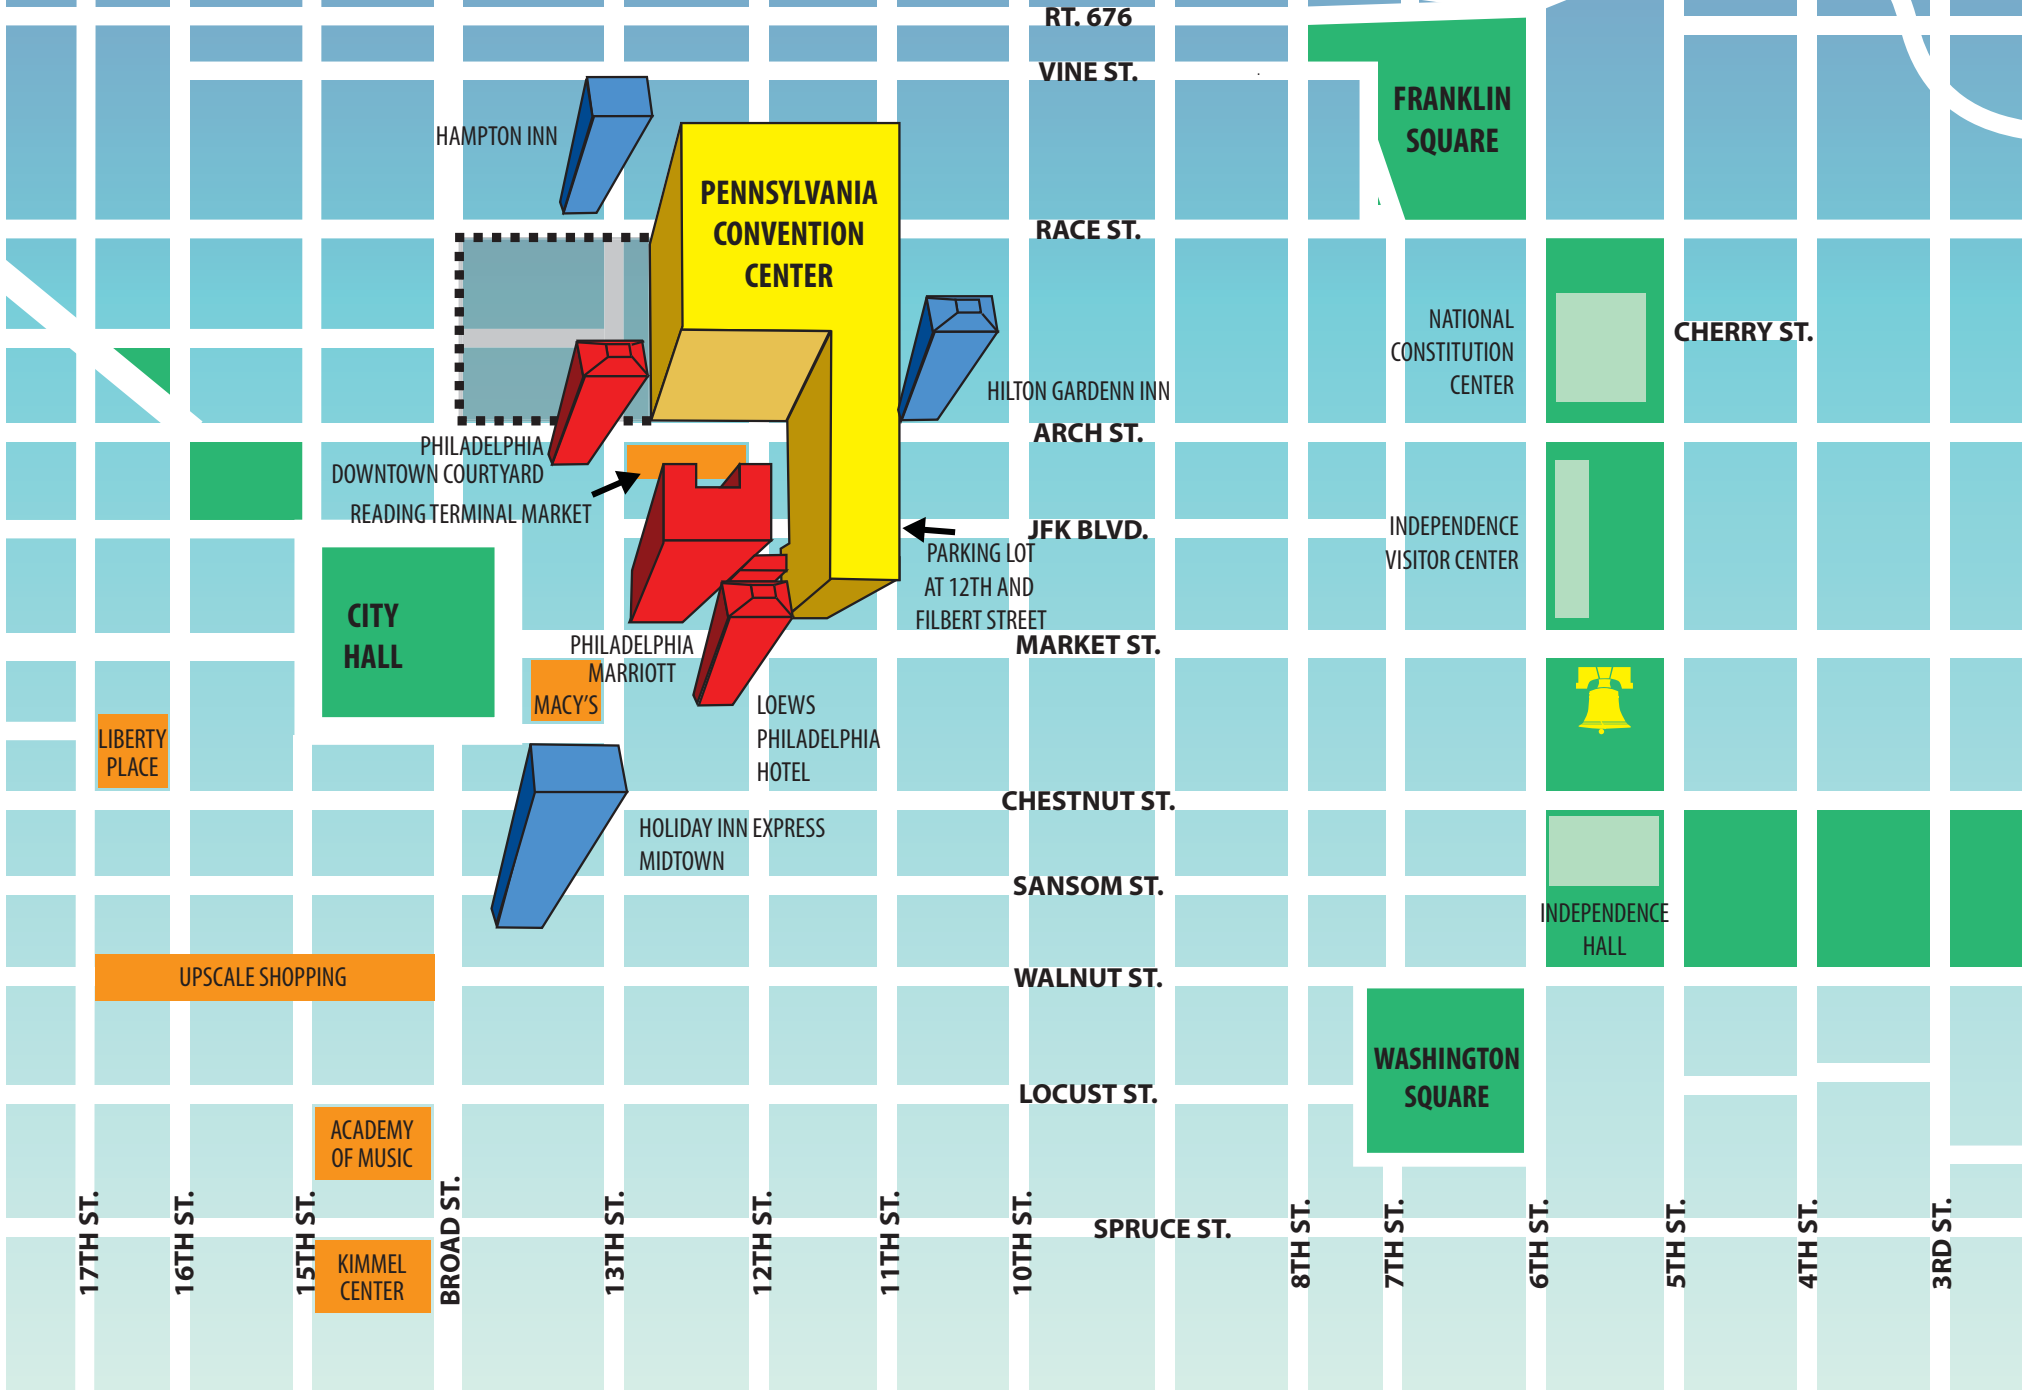 RT. 676
VINE ST.
FRANKLIN
SQUARE
HAMPTON INN
PENNSYLVANIA
CONVENTION
CENTER
RACE ST.
NATIONAL
CONSTITUTION
CENTER
CHERRY ST.
HILTON GARDENN INN
ARCH ST.
PHILADELPHIA
DOWNTOWN COURTYARD
READING TERMINAL MARKET
JFK BLVD.
PARKING LOT
AT 12TH AND
FILBERT STREET
INDEPENDENCE
VISITOR CENTER
CITY
HALL
MARKET ST.
PHILADELPHIA
MARRIOTT
MACY'S
LOEWS
PHILADELPHIA
HOTEL
LIBERTY
PLACE
CHESTNUT ST.
HOLIDAY INN EXPRESS
MIDTOWN
SANSOM ST.
INDEPENDENCE
HALL
UPSCALE SHOPPING
WALNUT ST.
WASHINGTON
SQUARE
LOCUST ST.
ACADEMY
OF MUSIC
SPRUCE ST.
KIMMEL
CENTER
17TH ST.
16TH ST.
15TH ST.
BROAD ST.
13TH ST.
12TH ST.
11TH ST.
10TH ST.
8TH ST.
7TH ST.
6TH ST.
5TH ST.
4TH ST.
3RD ST.